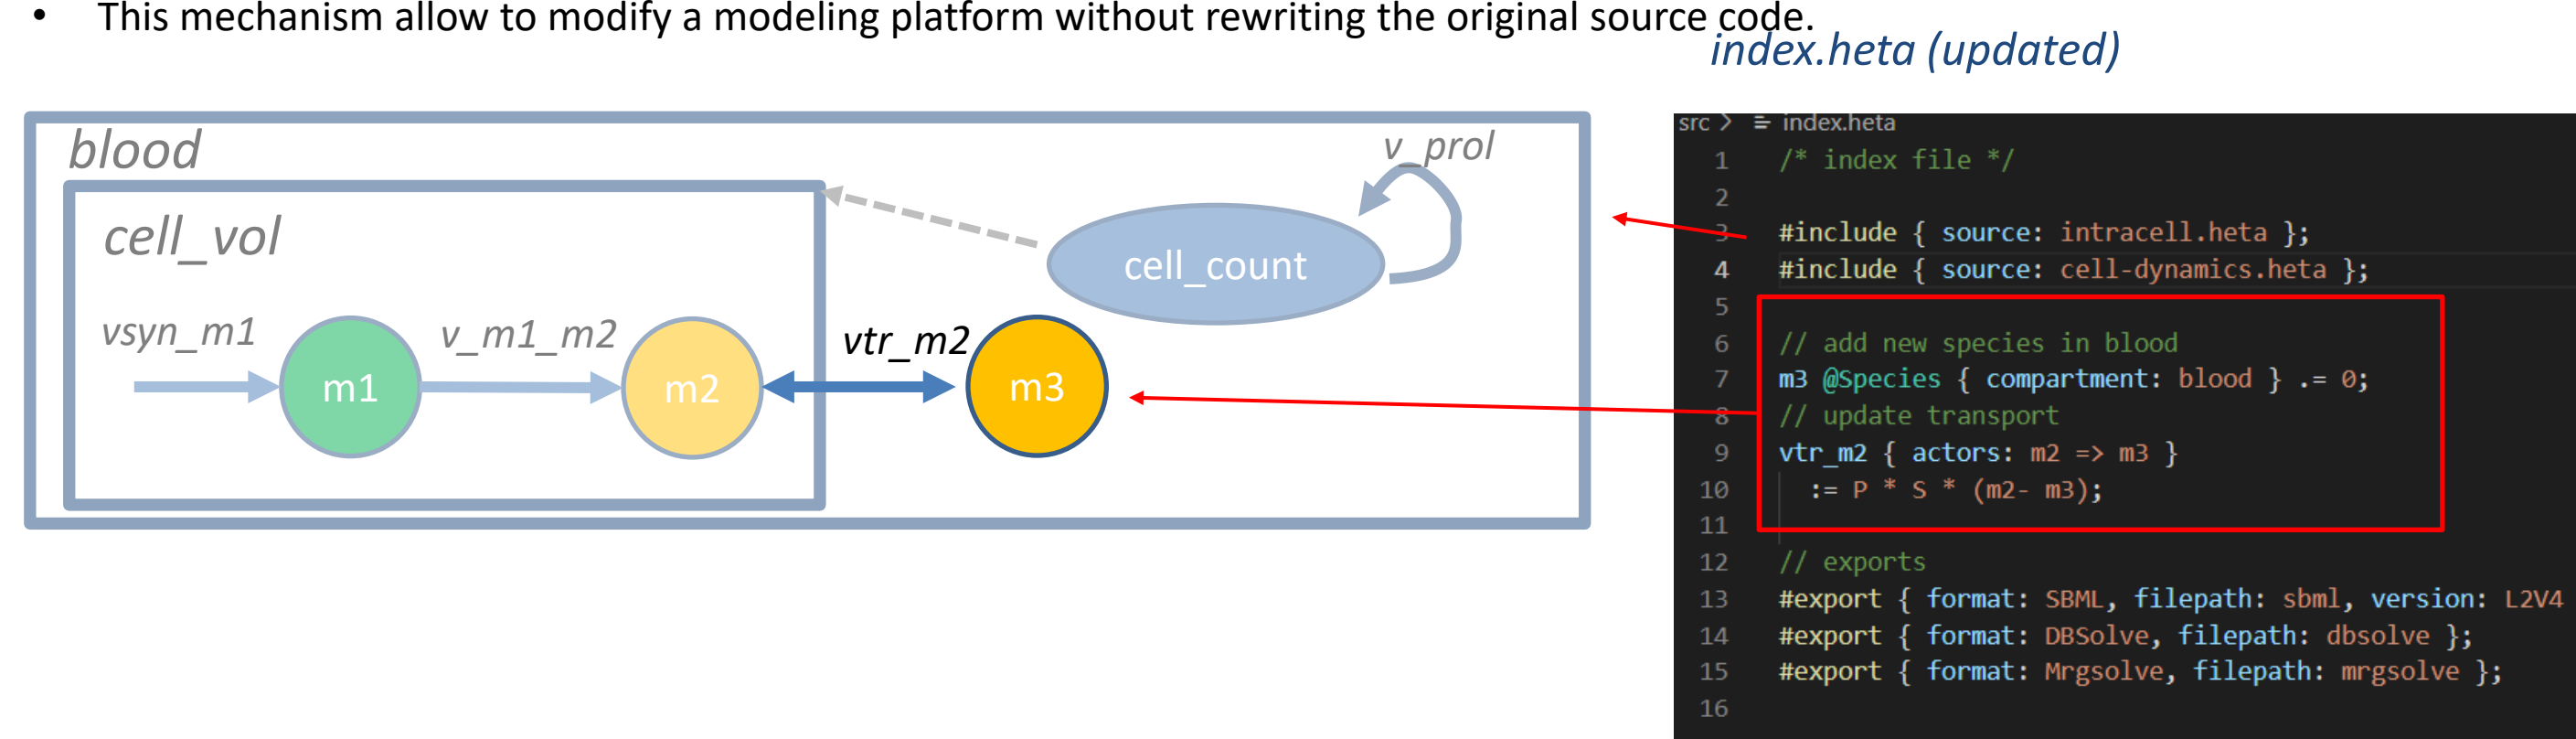 • This mechanism allow to modify a modeling platform without rewriting the original source code.
index.heta (updated)
blood
v_prol
cell_vol
cell_count
vsyn_m1
v_m1_m2
vtr_m2
m1
m2
m3
src > index.heta
1 /* index file */
2
3 #include { source: intracell.heta };
4 #include { source: cell-dynamics.heta };
5
6 // add new species in blood
7 m3 @Species { compartment: blood } .= 0;
8 // update transport
9 vtr_m2 { actors: m2 => m3 }
10 := P * S * (m2- m3);
11
12 // exports
13 #export { format: SBML, filepath: sbml, version: L2V4
14 #export { format: DBSolve, filepath: dbsolve };
15 #export { format: Mrgsolve, filepath: mrgsolve };
16